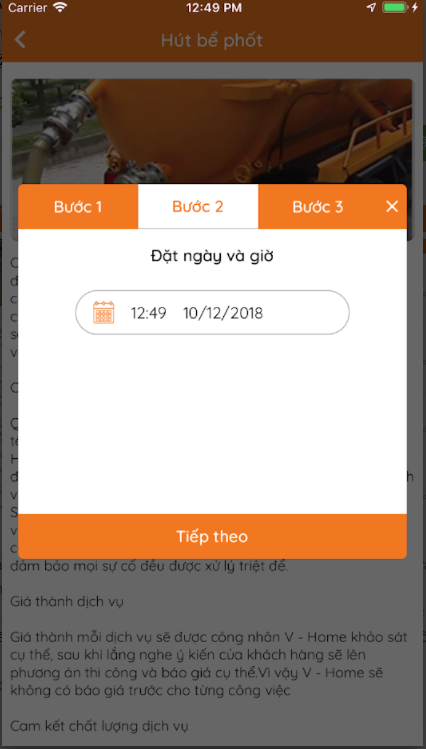 Carrier 12:49 PM
Hút bể phốt
Bước 1 Bước 2 Bước 3
Đặt ngày và giờ
12:49 10/12/2018
Tiếp theo
đảm bảo mọi sự cố đều được xử lý triệt để.
Giá thành dịch vụ
Giá thành mỗi dịch vụ sẽ được công nhân V - Home khảo sát
cụ thể, sau khi lắng nghe ý kiến của khách hàng sẽ lên
phương án thi công và báo giá cụ thể.Vì vậy V - Home sẽ
không có báo giá trước cho từng công việc
Cam kết chất lượng dịch vụ